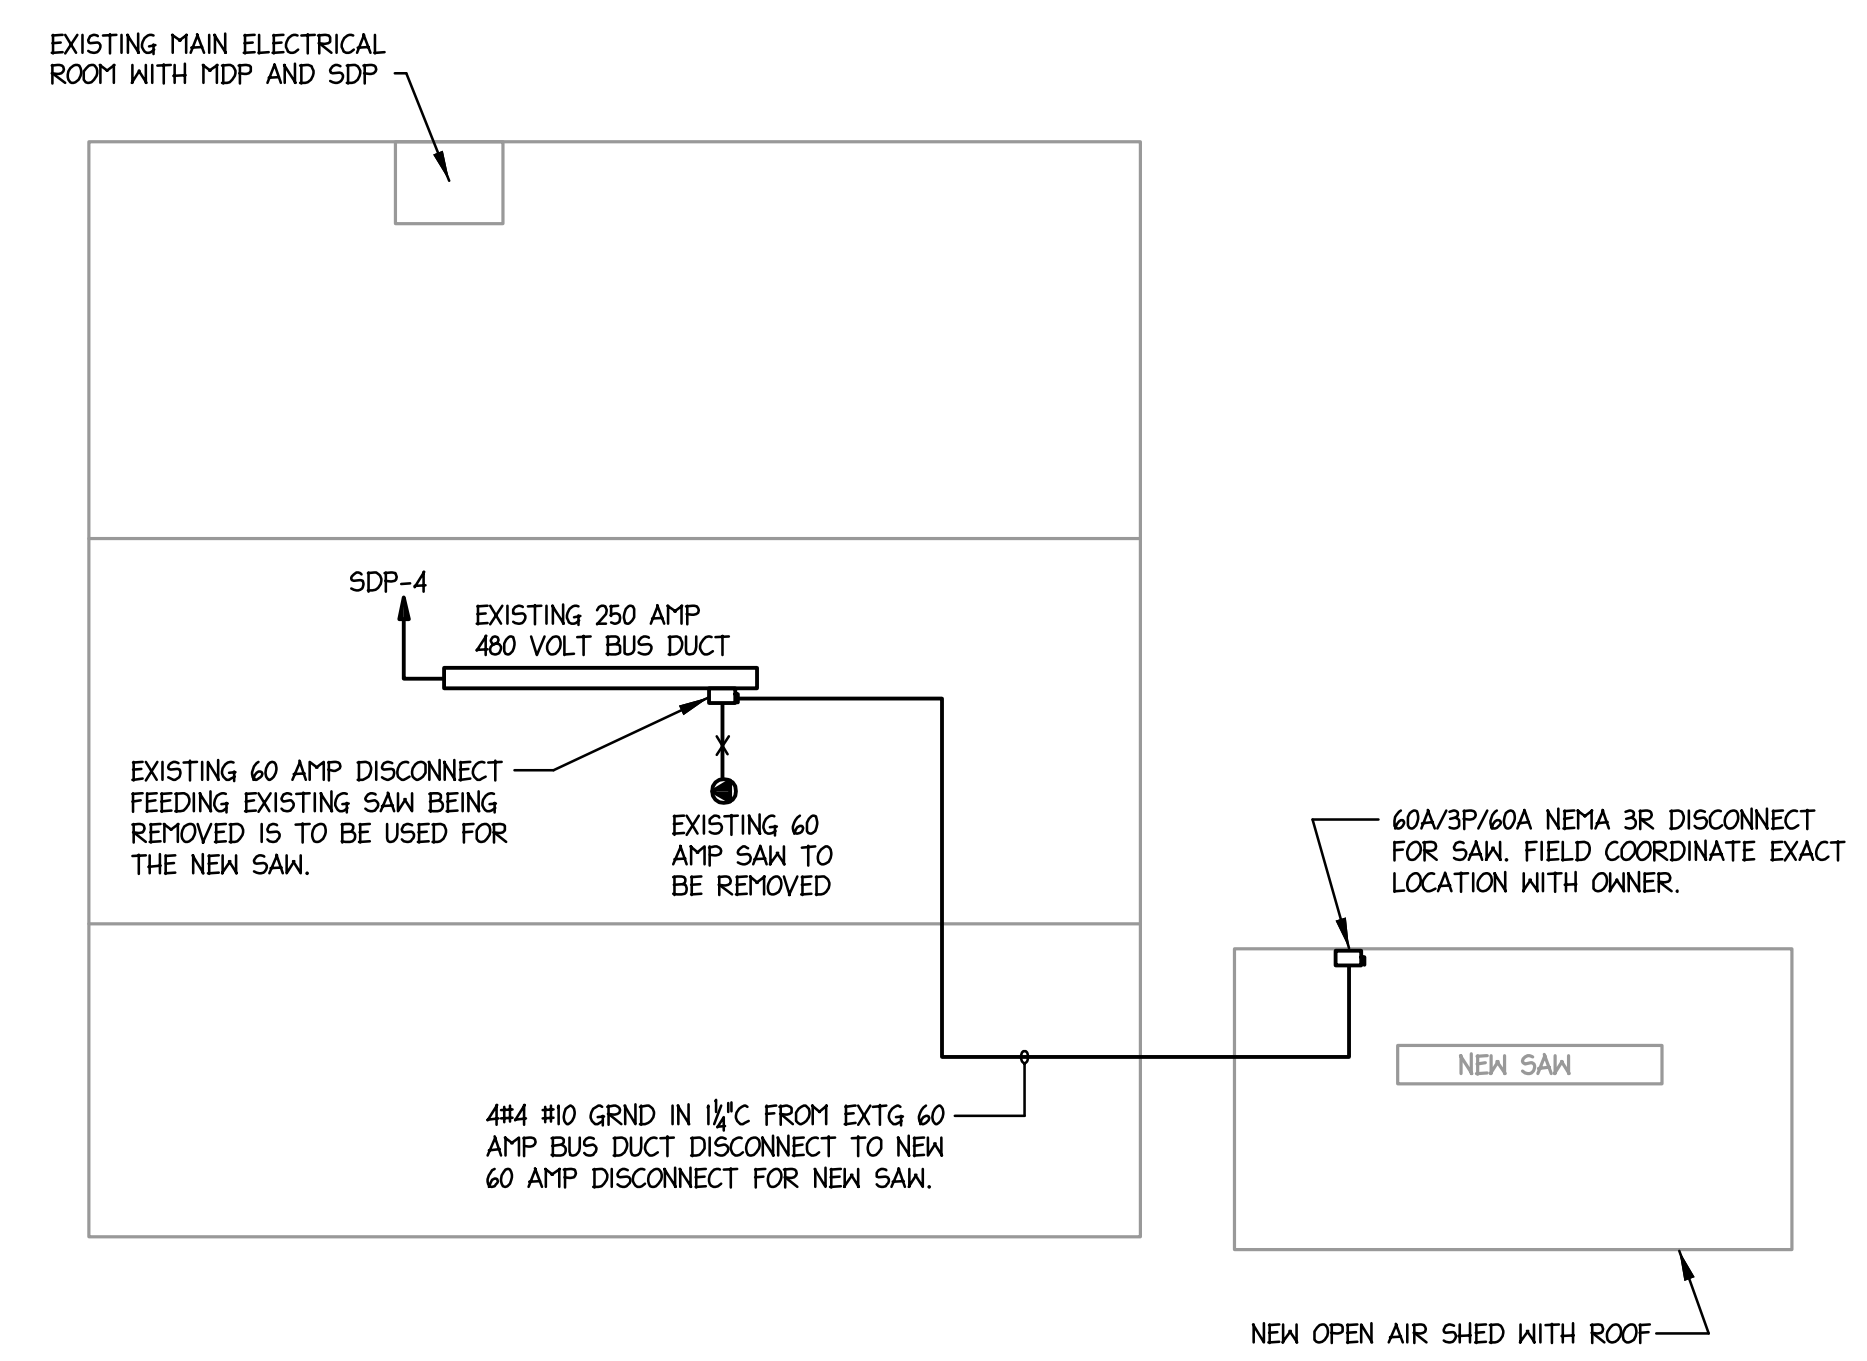 EXISTING MAIN ELECTRICAL
ROOM WITH MDP AND SDP
SDP-4
EXISTING 250 AMP
480 VOLT BUS DUCT
EXISTING 60 AMP DISCONNECT
FEEDING EXISTING SAW BEING
REMOVED IS TO BE USED FOR
THE NEW SAW.
EXISTING 60
AMP SAW TO
BE REMOVED
60A/3P/60A NEMA 3R DISCONNECT
FOR SAW. FIELD COORDINATE EXACT
LOCATION WITH OWNER.
NEW SAW
4#4 #10 GRND IN 1¼"C FROM EXTG 60
AMP BUS DUCT DISCONNECT TO NEW
60 AMP DISCONNECT FOR NEW SAW.
NEW OPEN AIR SHED WITH ROOF